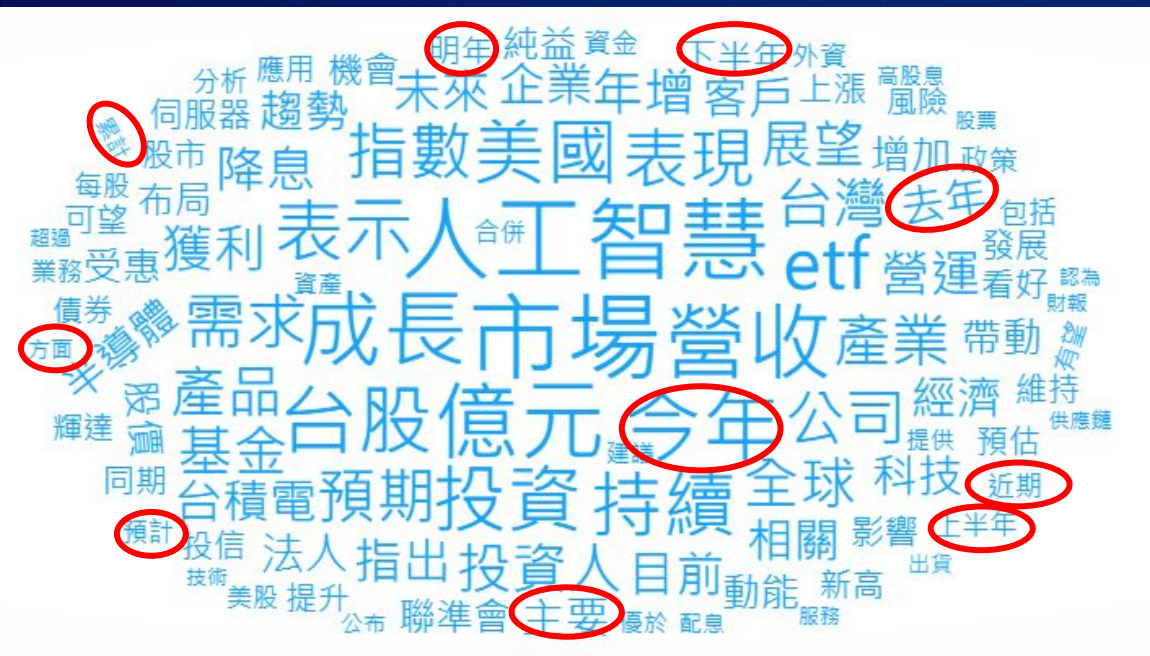 明年 純益 資金 下半年 外資
分析 應用 機會 未來 企業 年增 客戶 上漲 高股息
伺服器 趨勢 風險 股票
累計 股市 降息 指數 美國 表現 展望 增加 政策
每股 布局 台灣 去年 包括
可望 超過 獲利 表示 人工智慧 合併 etf 營運 發展
業務 受惠 資產 看好 認為
債券 半導體 需求 成長 市場 營收 產業 帶動 財報
方面 有望
股價 產品 台股 億元 今年 公司 經濟 維持
輝達 基金 建議 提供 預估 供應鏈
同期 台積電 預期 投資 持續 全球 科技 近期
預計 投信 法人 指出 投資人 目前 相關 影響 上半年
技術 美股 提升 動能 新高 出貨
公布 聯準會 主要 優於 配息 服務